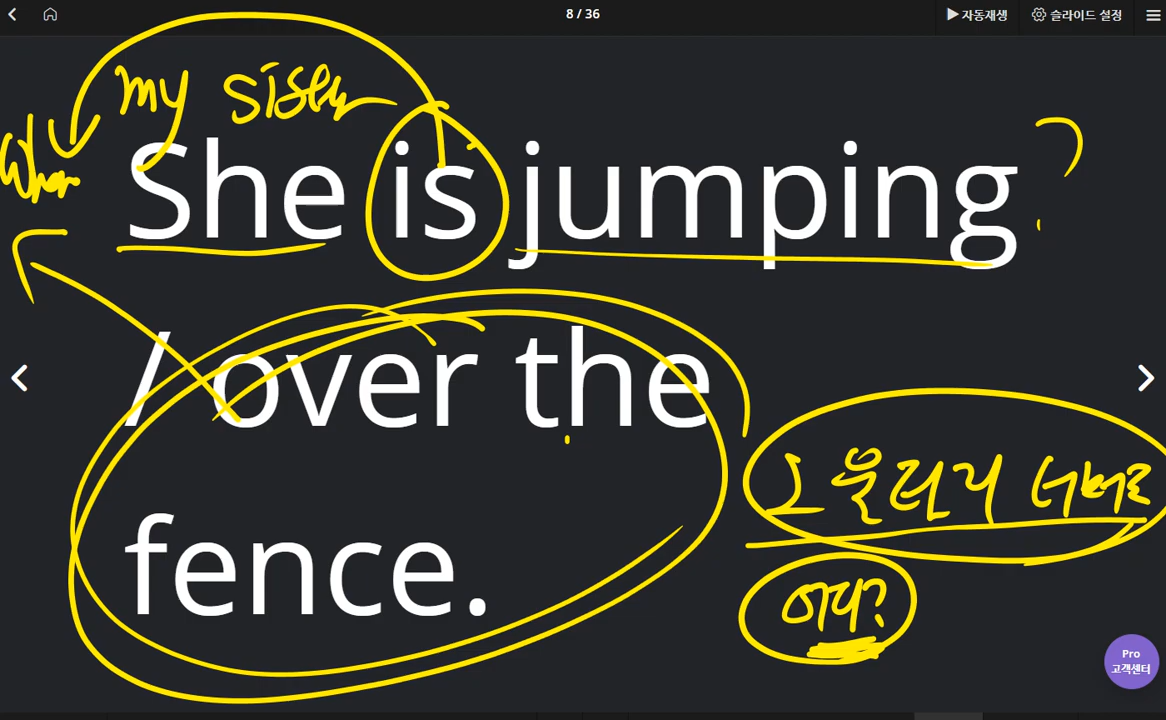 8 / 36
자동재생
슬라이드 설정
my sister
She is jumping ?
/ over the
fence.
그 울타리 너머로
어디?
Pro
고객센터